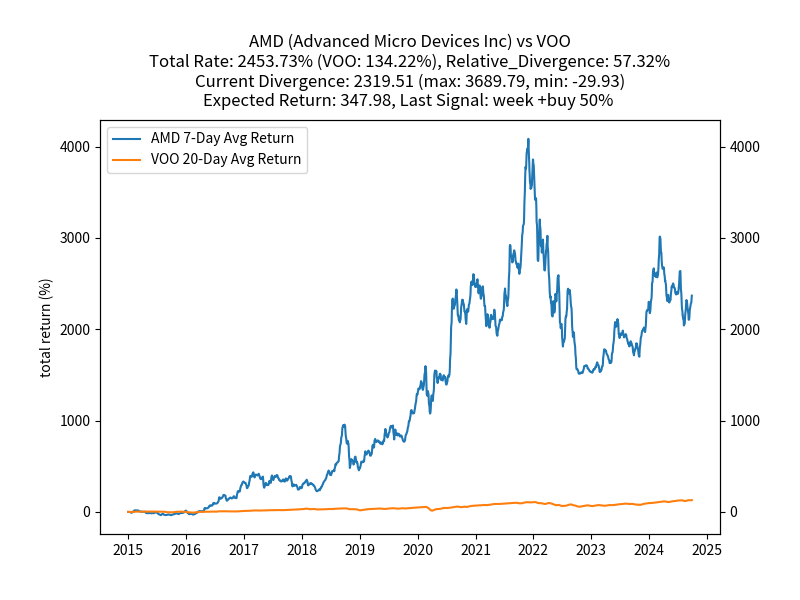 AMD (Advanced Micro Devices Inc) vs VOO
Total Rate: 2453.73% (VOO: 134.22%), Relative_Divergence: 57.32%
Current Divergence: 2319.51 (max: 3689.79, min: -29.93)
Expected Return: 347.98, Last Signal: week +buy 50%
AMD 7-Day Avg Return
VOO 20-Day Avg Return
total return (%)
4000
3000
2000
1000
0
4000
3000
2000
1000
0
2015 2016 2017 2018 2019 2020 2021 2022 2023 2024 2025